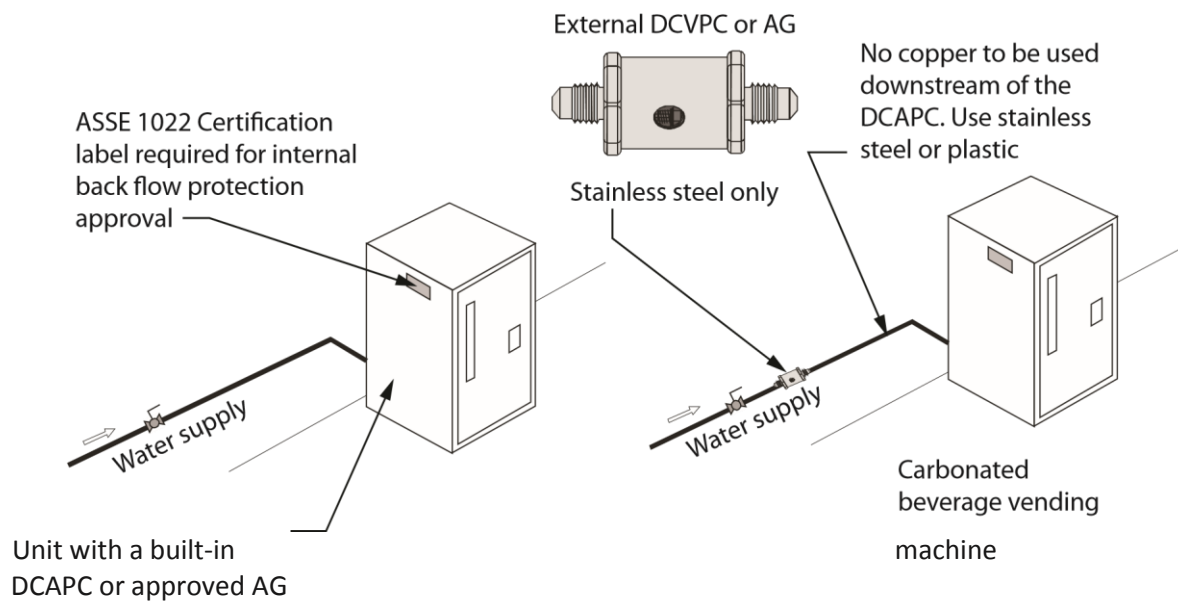 External DCVPC or AG
No copper to be used
downstream of the
DCAPC. Use stainless
steel or plastic
ASSE 1022 Certification
label required for internal
back flow protection
approval
Stainless steel only
Water supply
Water supply
Carbonated
beverage vending
machine
Unit with a built-in
DCAPC or approved AG